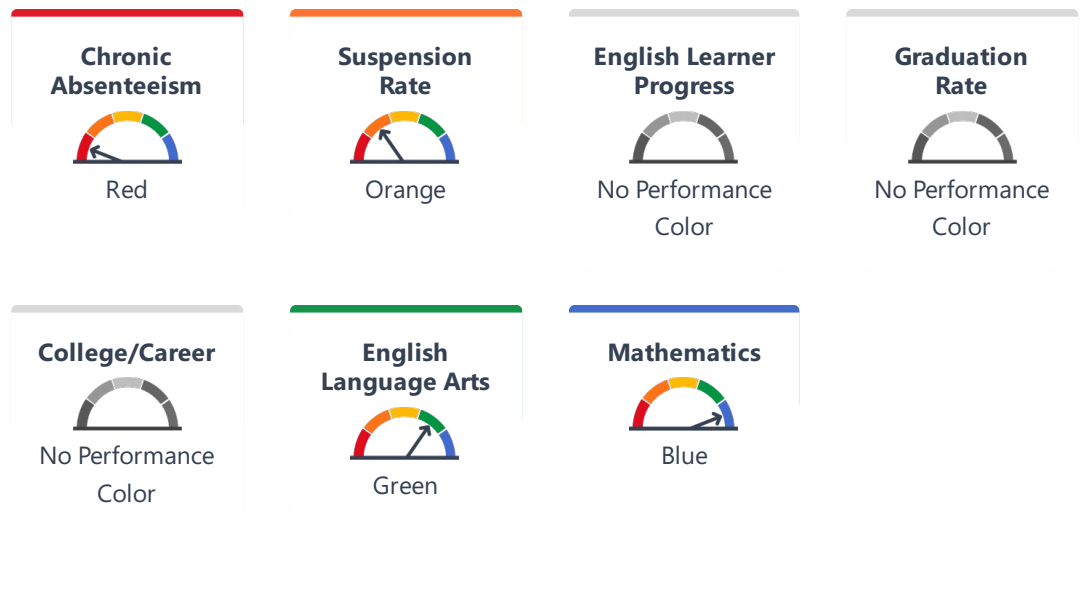 Chronic
Absenteeism
Red
Suspension
Rate
Orange
English Learner
Progress
No Performance
Color
Graduation
Rate
No Performance
Color
College/Career
No Performance
Color
English
Language Arts
Green
Mathematics
Blue